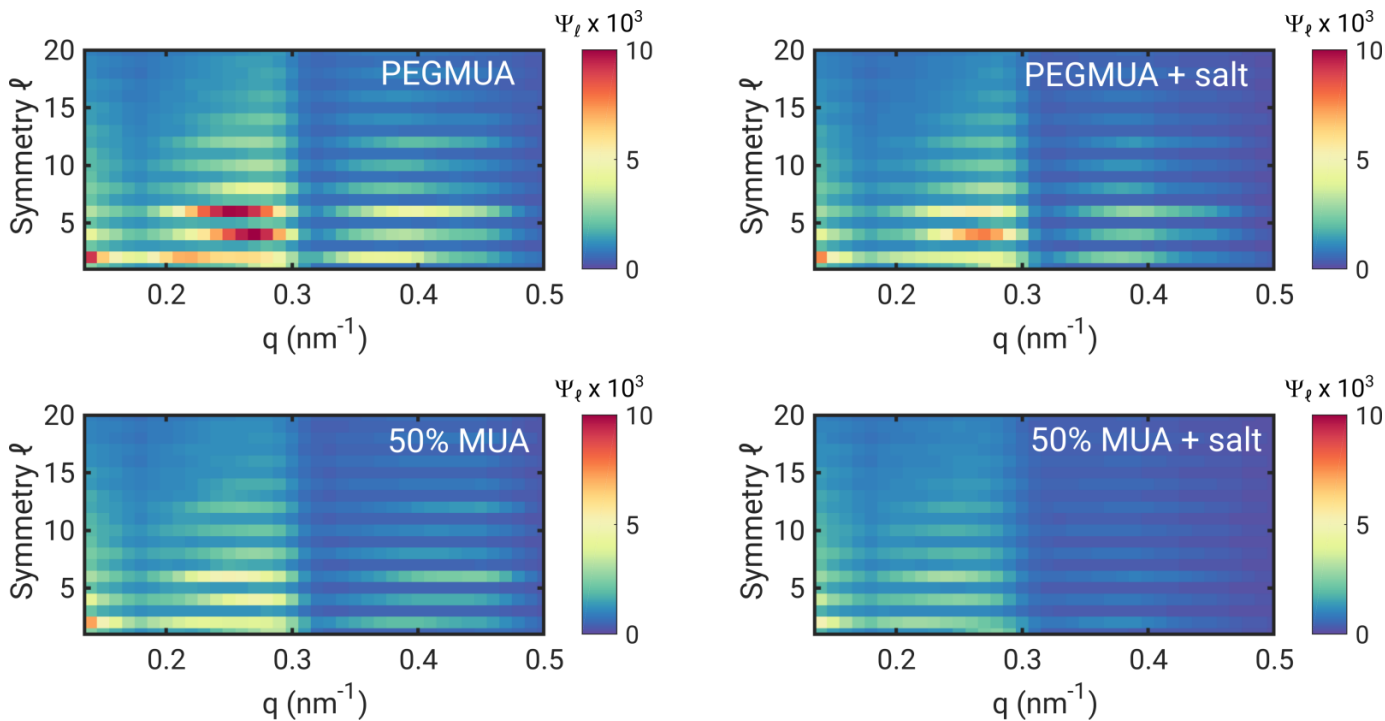 Ψℓ x 10³
20
15
10
5
Symmetry ℓ
PEGMUA
10
5
0
0.2
0.3
0.4
0.5
q (nm⁻¹)
Ψℓ x 10³
20
15
10
5
Symmetry ℓ
PEGMUA + salt
10
5
0
0.2
0.3
0.4
0.5
q (nm⁻¹)
Ψℓ x 10³
20
15
10
5
Symmetry ℓ
50% MUA
10
5
0
0.2
0.3
0.4
0.5
q (nm⁻¹)
Ψℓ x 10³
20
15
10
5
Symmetry ℓ
50% MUA + salt
10
5
0
0.2
0.3
0.4
0.5
q (nm⁻¹)